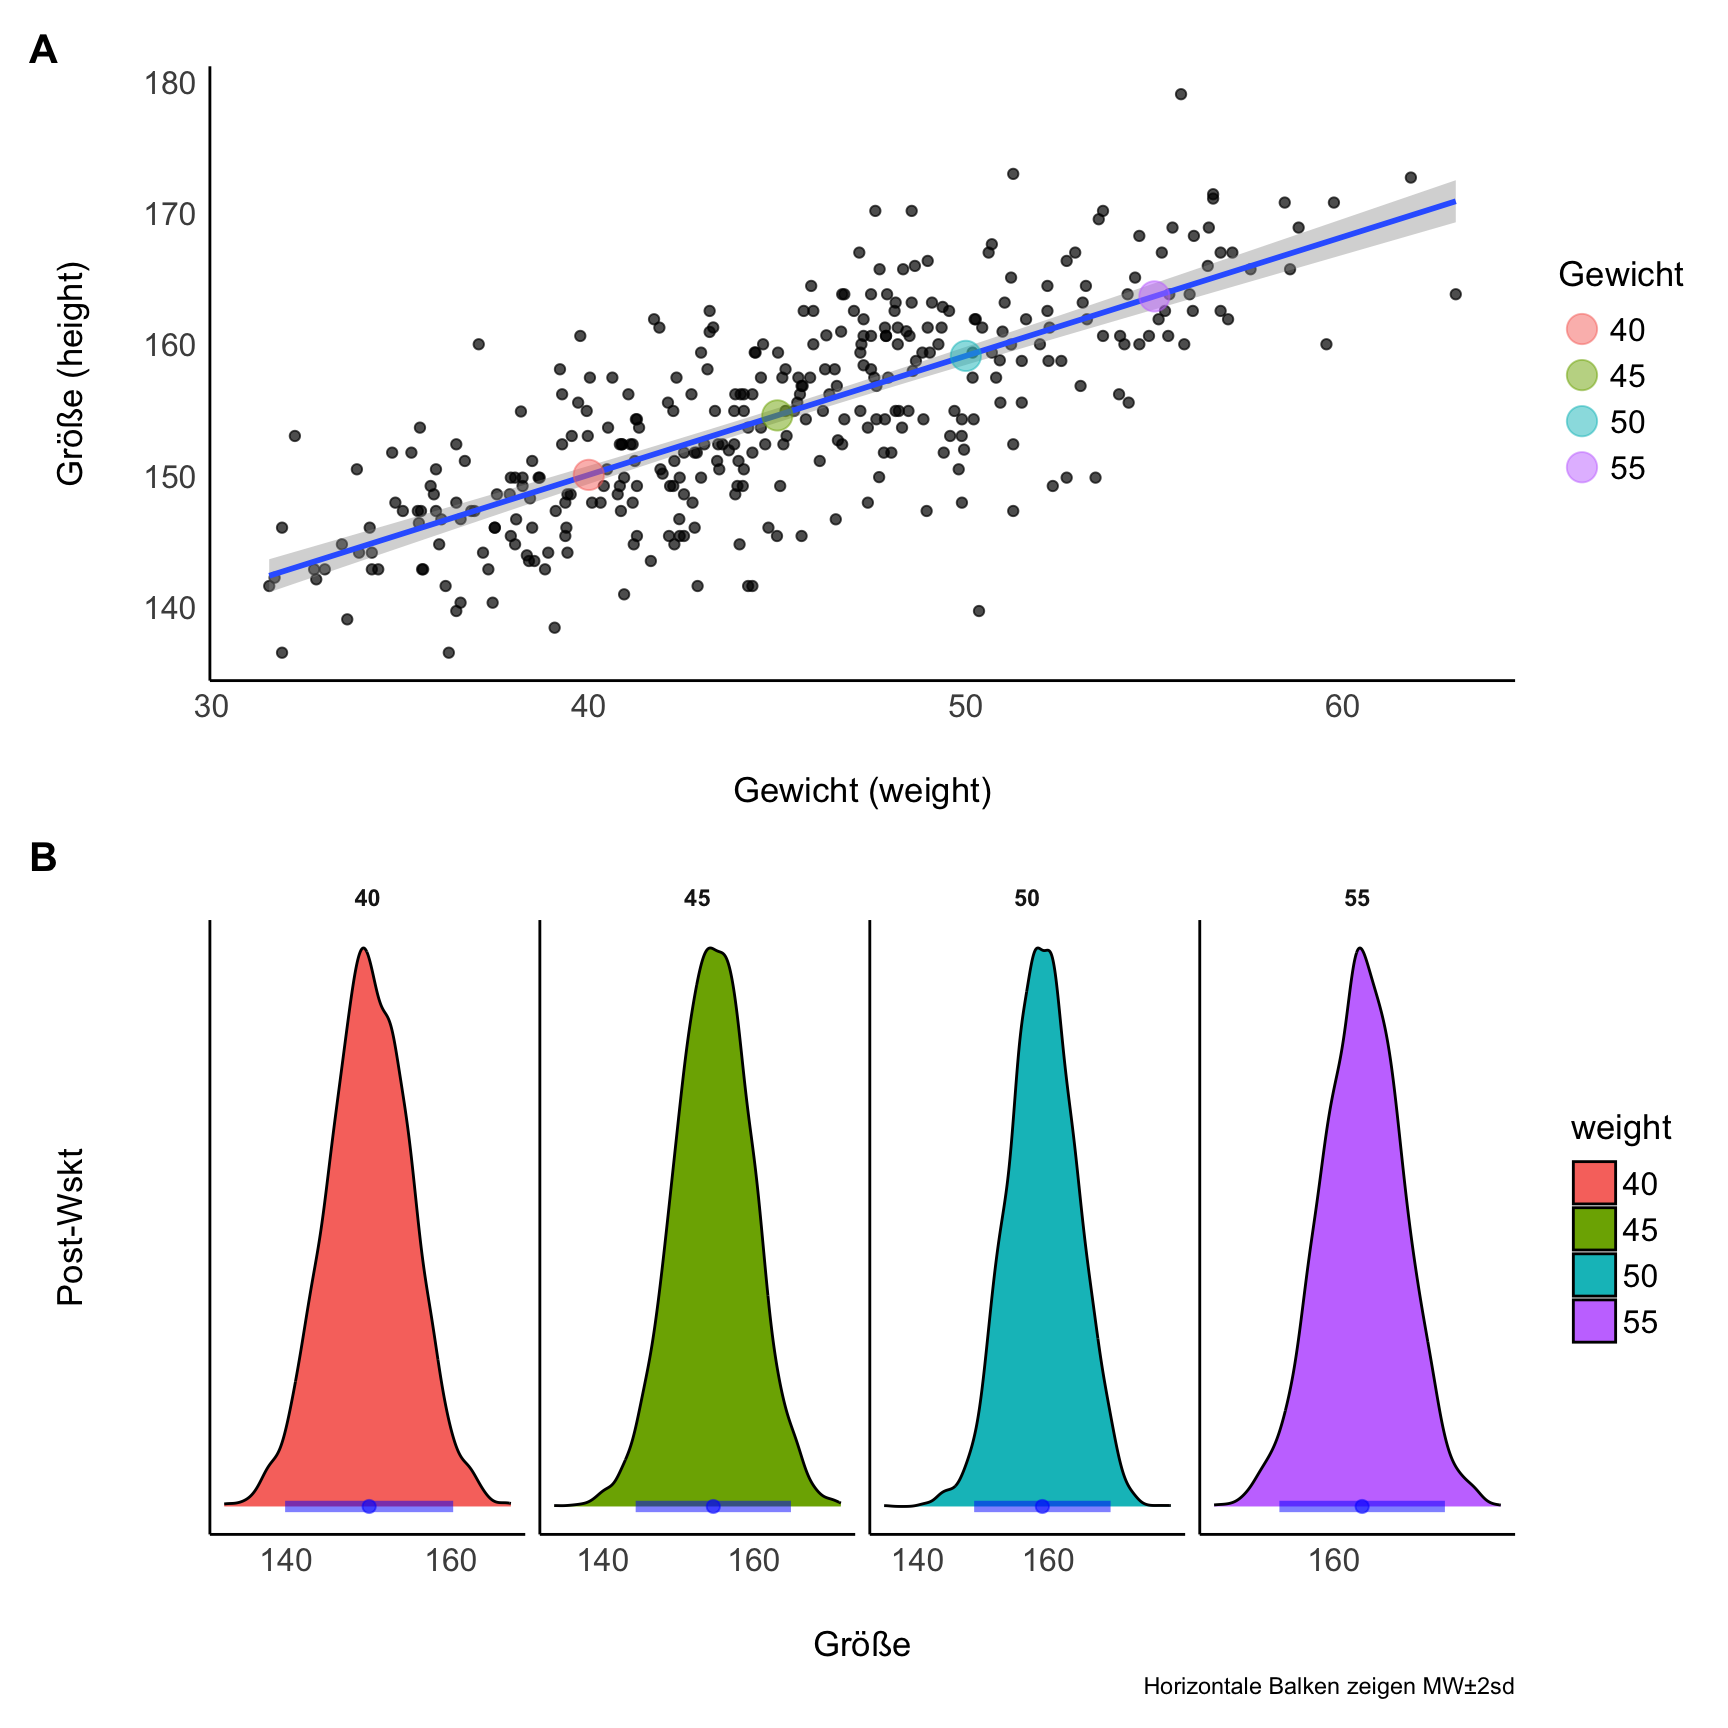 A
180
170
160
150
140
Größe (height)
30 40 50 60
Gewicht (weight)
Gewicht
40
45
50
55
B
40 45 50 55
Post-Wskt
140 160 140 160 140 160 160
Größe
Horizontale Balken zeigen MW±2sd
weight
40
45
50
55